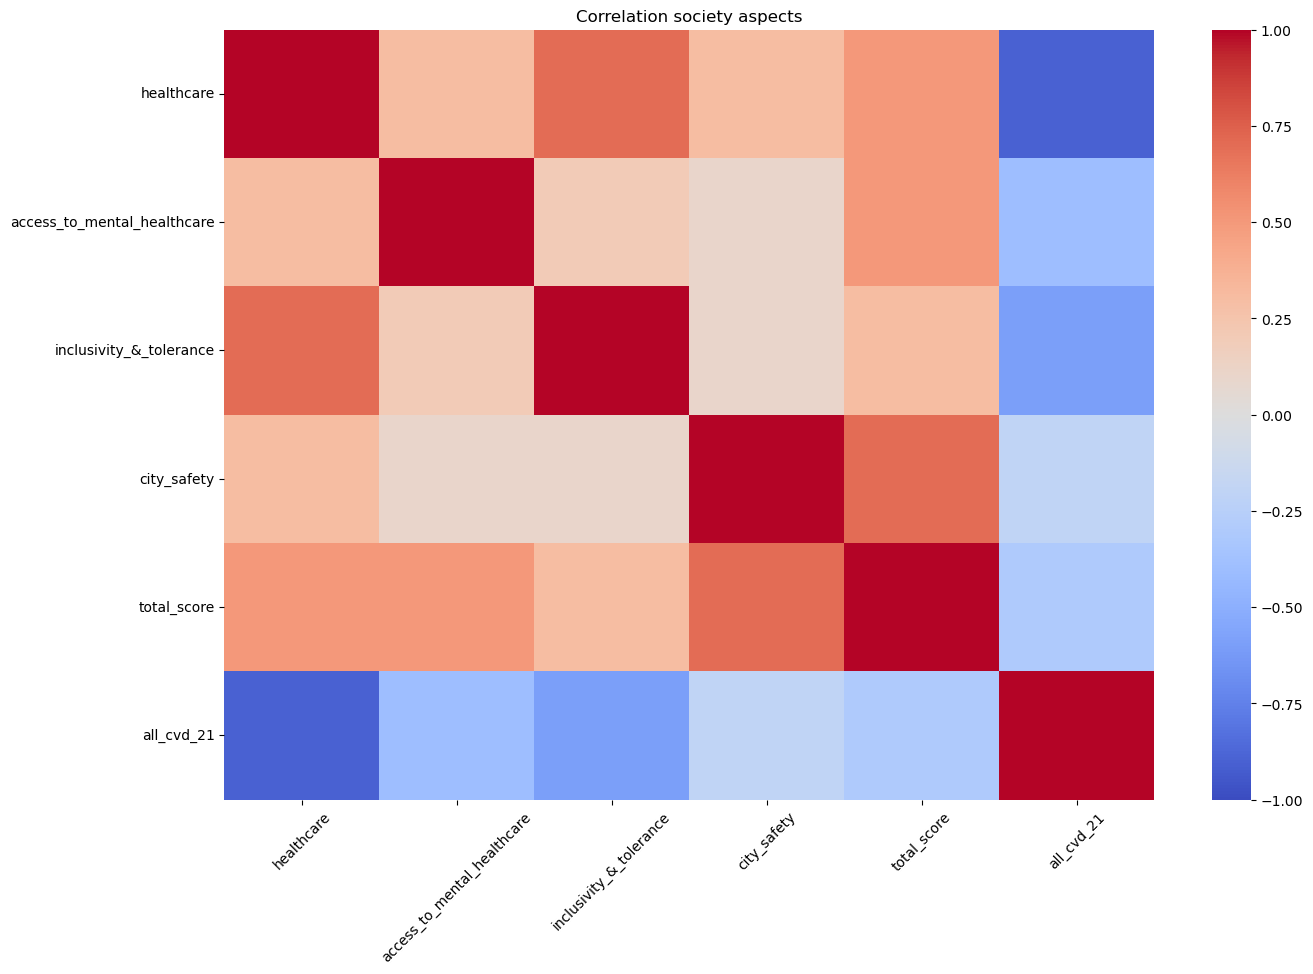 Correlation society aspects
healthcare
access_to_mental_healthcare
inclusivity_&_tolerance
city_safety
total_score
all_cvd_21
healthcare
access_to_mental_healthcare
inclusivity_&_tolerance
city_safety
total_score
all_cvd_21
1.00
0.75
0.50
0.25
0.00
−0.25
−0.50
−0.75
−1.00